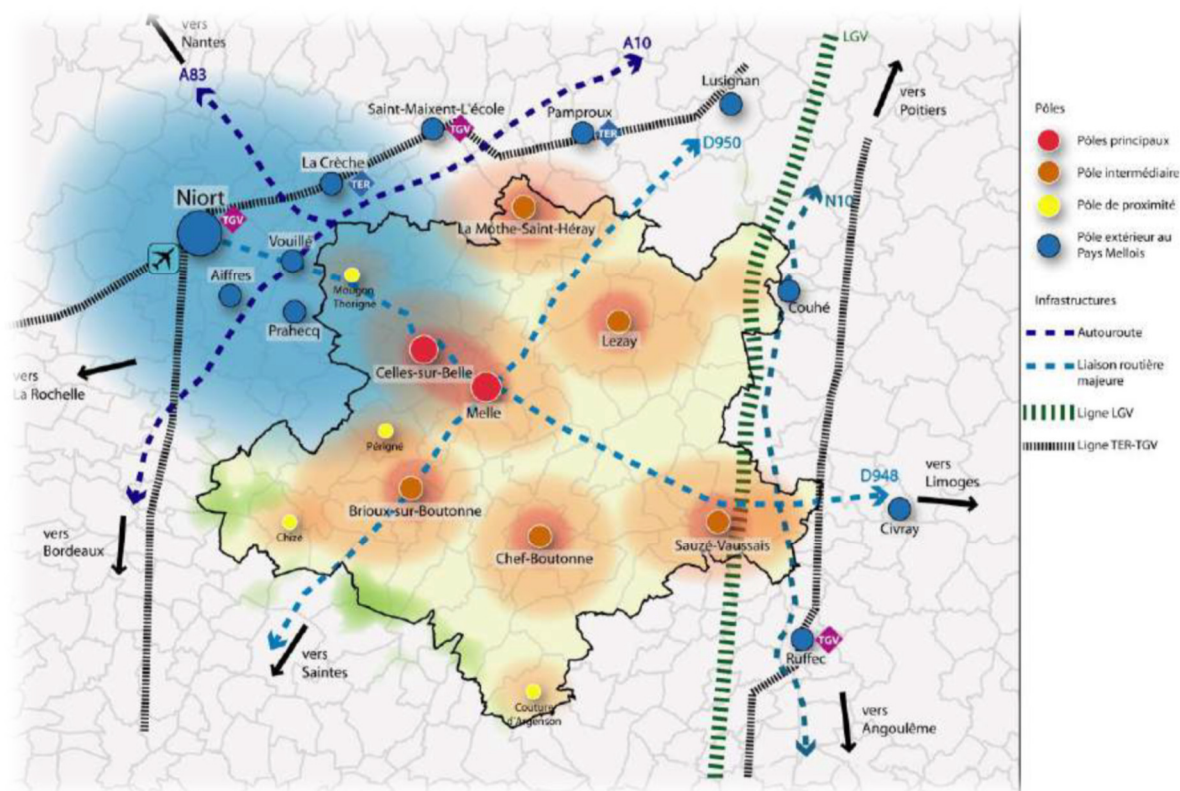 vers
Nantes
A83
A10
LGV
Lusignan
vers
Poitiers
Saint-Maixent-L'école
TGV
Pamproux
TER
D950
La Crèche
TER
N10
Niort
TGV
La Mothe-Saint-Héray
Vouillé
Aiffres
Mougon
Thorigné
Prahecq
Couhé
Lezay
vers
La Rochelle
Celles-sur-Belle
Melle
Périgné
D948
vers
Limoges
Brioux-sur-Boutonne
Civray
Chizé
vers
Bordeaux
Chef-Boutonne
Sauzé-Vaussais
vers
Saintes
TGV
Ruffec
Couture
d'Argenson
vers
Angoulême
Pôles
Pôles principaux
Pôle intermédiaire
Pôle de proximité
Pôle extérieur au
Pays Mellois
Infrastructures
Autouroute
Liaison routière
majeure
Ligne LGV
Ligne TER-TGV